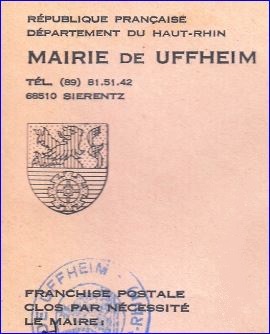 RÉPUBLIQUE FRANÇAISE
DÉPARTEMENT DU HAUT-RHIN
MAIRIE DE UFFHEIM
TÉL. (89) 81.51.42
68510 SIERENTZ
FRANCHISE POSTALE
CLOS PAR NÉCESSITÉ
LE MAIRE:
UFFHEIM